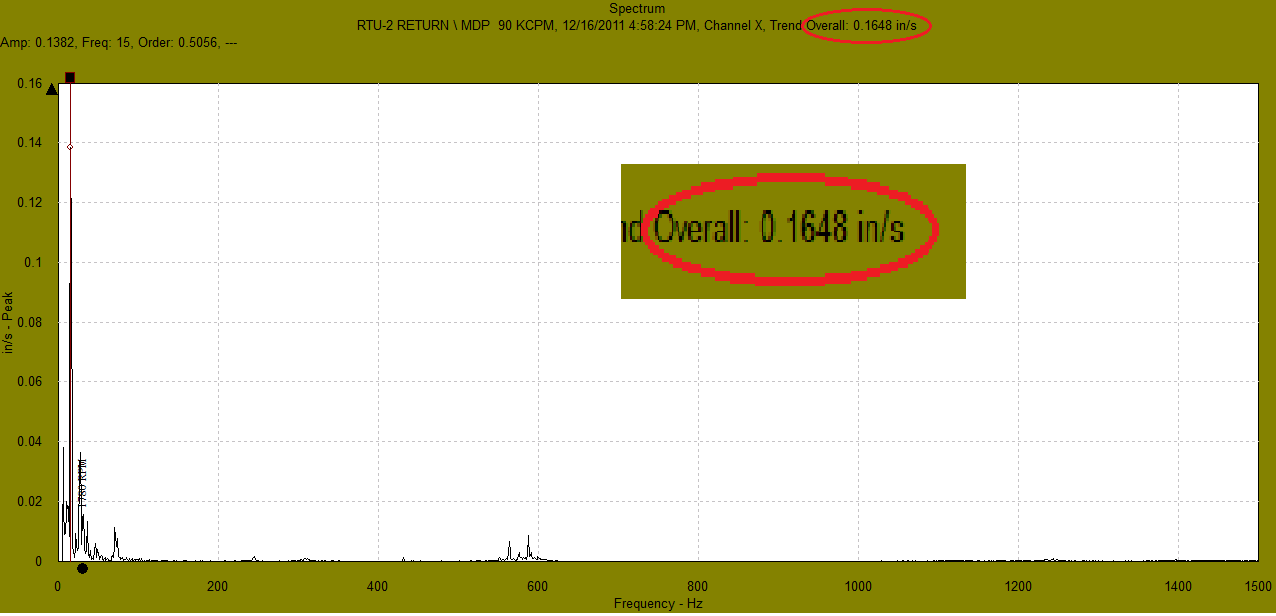 Spectrum
RTU-2 RETURN \ MDP 90 KCPM, 12/16/2011 4:58:24 PM, Channel X, Trend Overall: 0.1648 in/s
Amp: 0.1382, Freq: 15, Order: 0.5056, ---
0.16
0.14
0.12
0.1
0.08
0.06
0.04
0.02
0
in/s - Peak
nd Overall: 0.1648 in/s
1780 RPM
0 200 400 600 800 1000 1200 1400 1500
Frequency - Hz